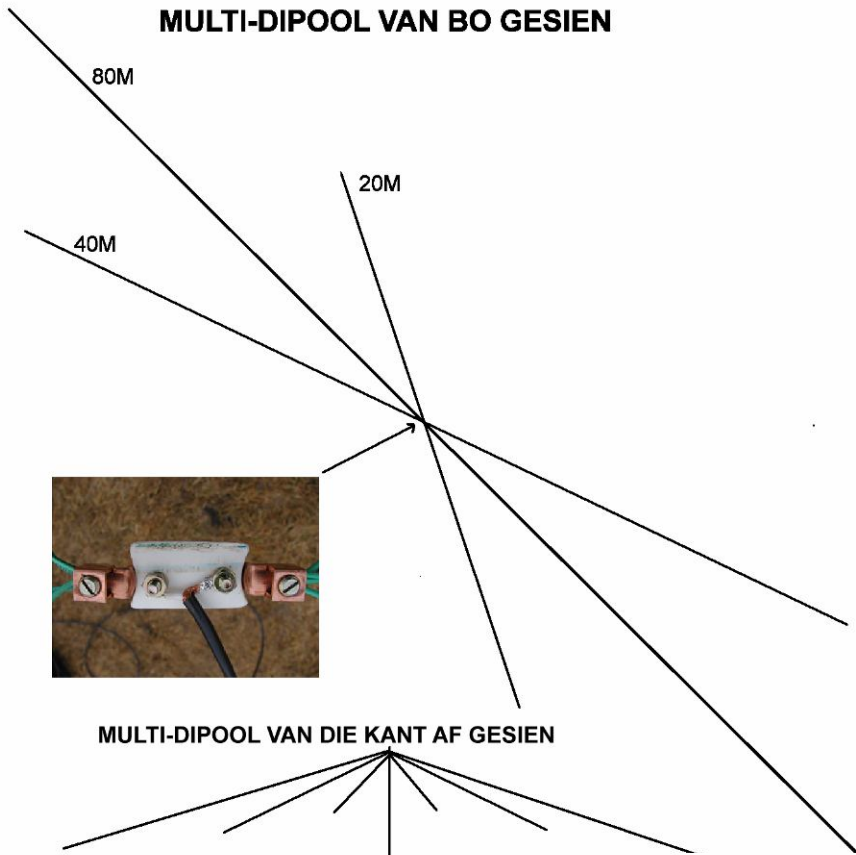 MULTI-DIPOOL VAN BO GESIEN
80M
20M
40M
MULTI-DIPOOL VAN DIE KANT AF GESIEN